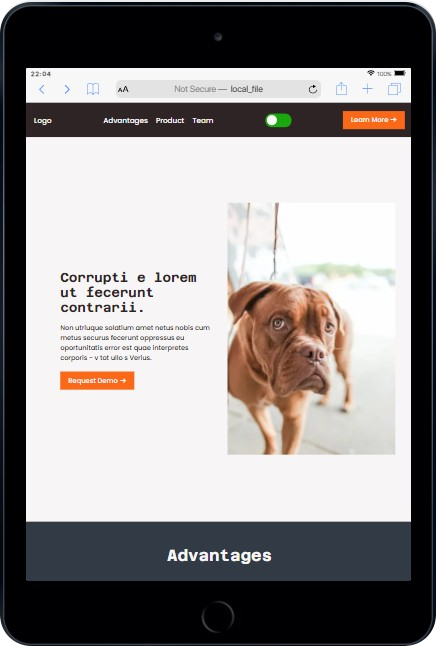 22:04
100%
AA
Not Secure — local_file
Logo
Advantages Product Team
Learn More →
Corrupti e lorem
ut fecerunt
contrarii.
Non utriuque solatium amet netus nobis cum
metus securus fecerunt oppressus eu
oportunitatis error est quae interpretes
corporis - v tot ullo s Verius.
Request Demo →
Advantages